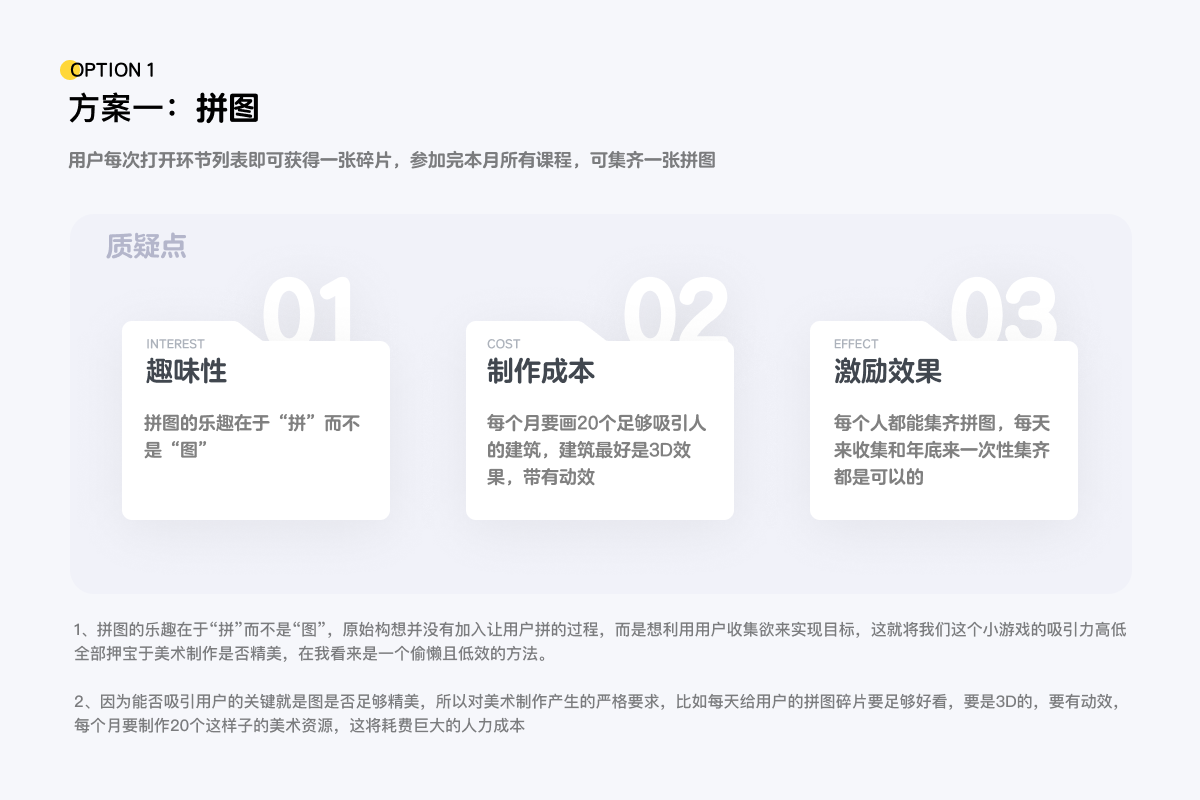 OPTION 1
方案一：拼图
用户每次打开环节列表即可获得一张碎片，参加完本月所有课程，可集齐一张拼图
质疑点
01
INTEREST
趣味性
拼图的乐趣在于“拼”而不
是“图”
02
COST
制作成本
每个月要画20个足够吸引人
的建筑，建筑最好是3D效
果，带有动效
03
EFFECT
激励效果
每个人都能集齐拼图，每天
来收集和年底来一次性集齐
都是可以的
1、拼图的乐趣在于“拼”而不是“图”，原始构想并没有加入让用户拼的过程，而是想利用用户收集欲来实现目标，这就将我们这个小游戏的吸引力高低
全部押宝于美术制作是否精美，在我看来是一个偷懒且低效的方法。
2、因为能否吸引用户的关键就是图是否足够精美，所以对美术制作产生的严格要求，比如每天给用户的拼图碎片要足够好看，要是3D的，要有动效，
每个月要制作20个这样子的美术资源，这将耗费巨大的人力成本